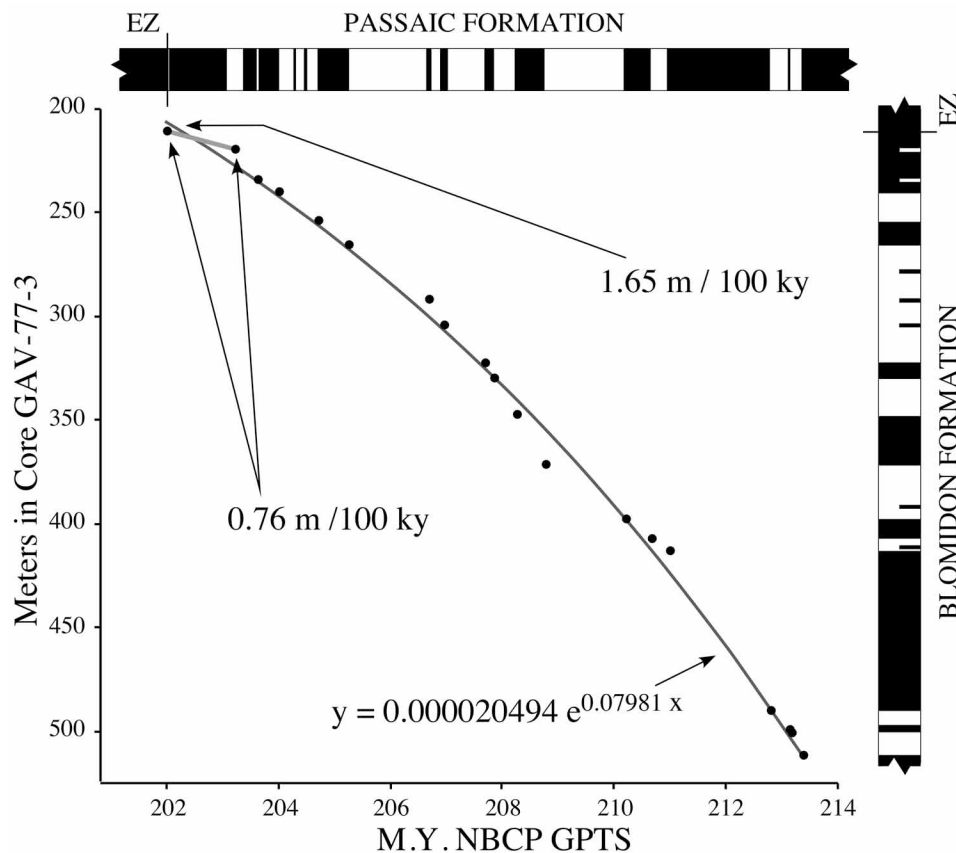 EZ
PASSAIC FORMATION
200
250
300
350
400
450
500
Meters in Core GAV-77-3
1.65 m / 100 ky
0.76 m /100 ky
y = 0.000020494 e^0.07981 x
202
204
206
208
210
212
214
M.Y. NBCP GPTS
EZ
BLOMIDON FORMATION